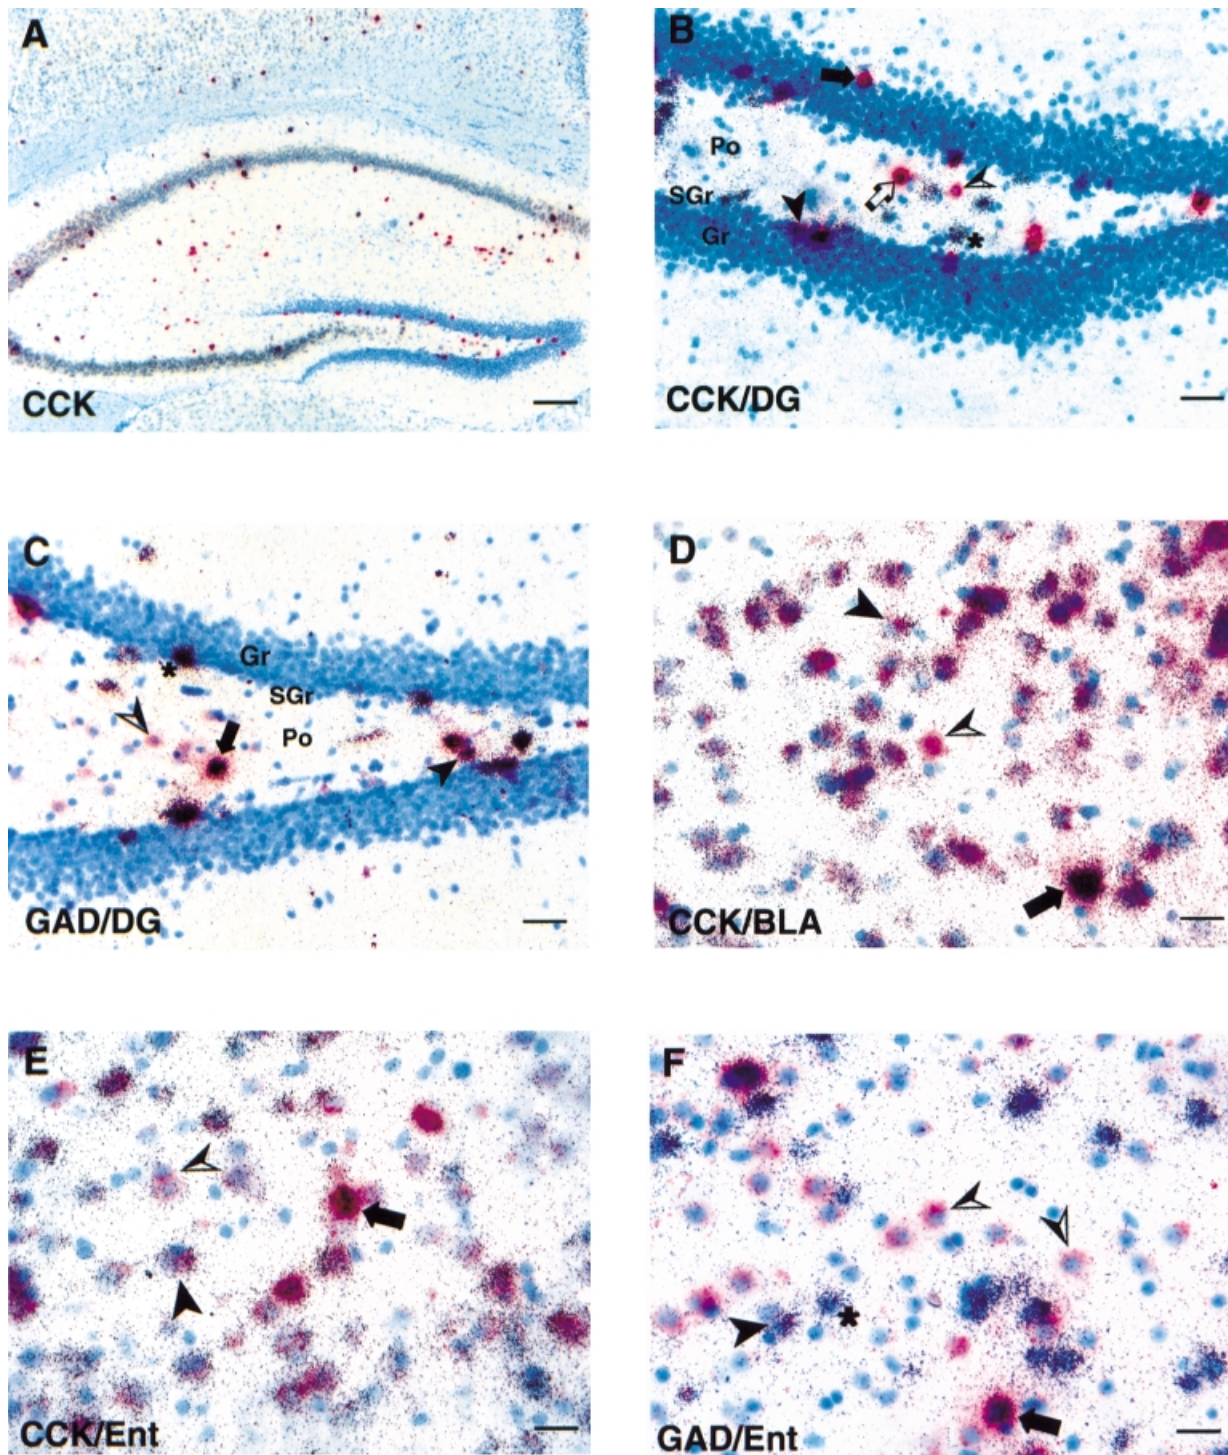 A
CCK
B
Po
SGr
Gr
*
CCK/DG
C
Gr
*
SGr
Po
GAD/DG
D
CCK/BLA
E
CCK/Ent
F
*
GAD/Ent